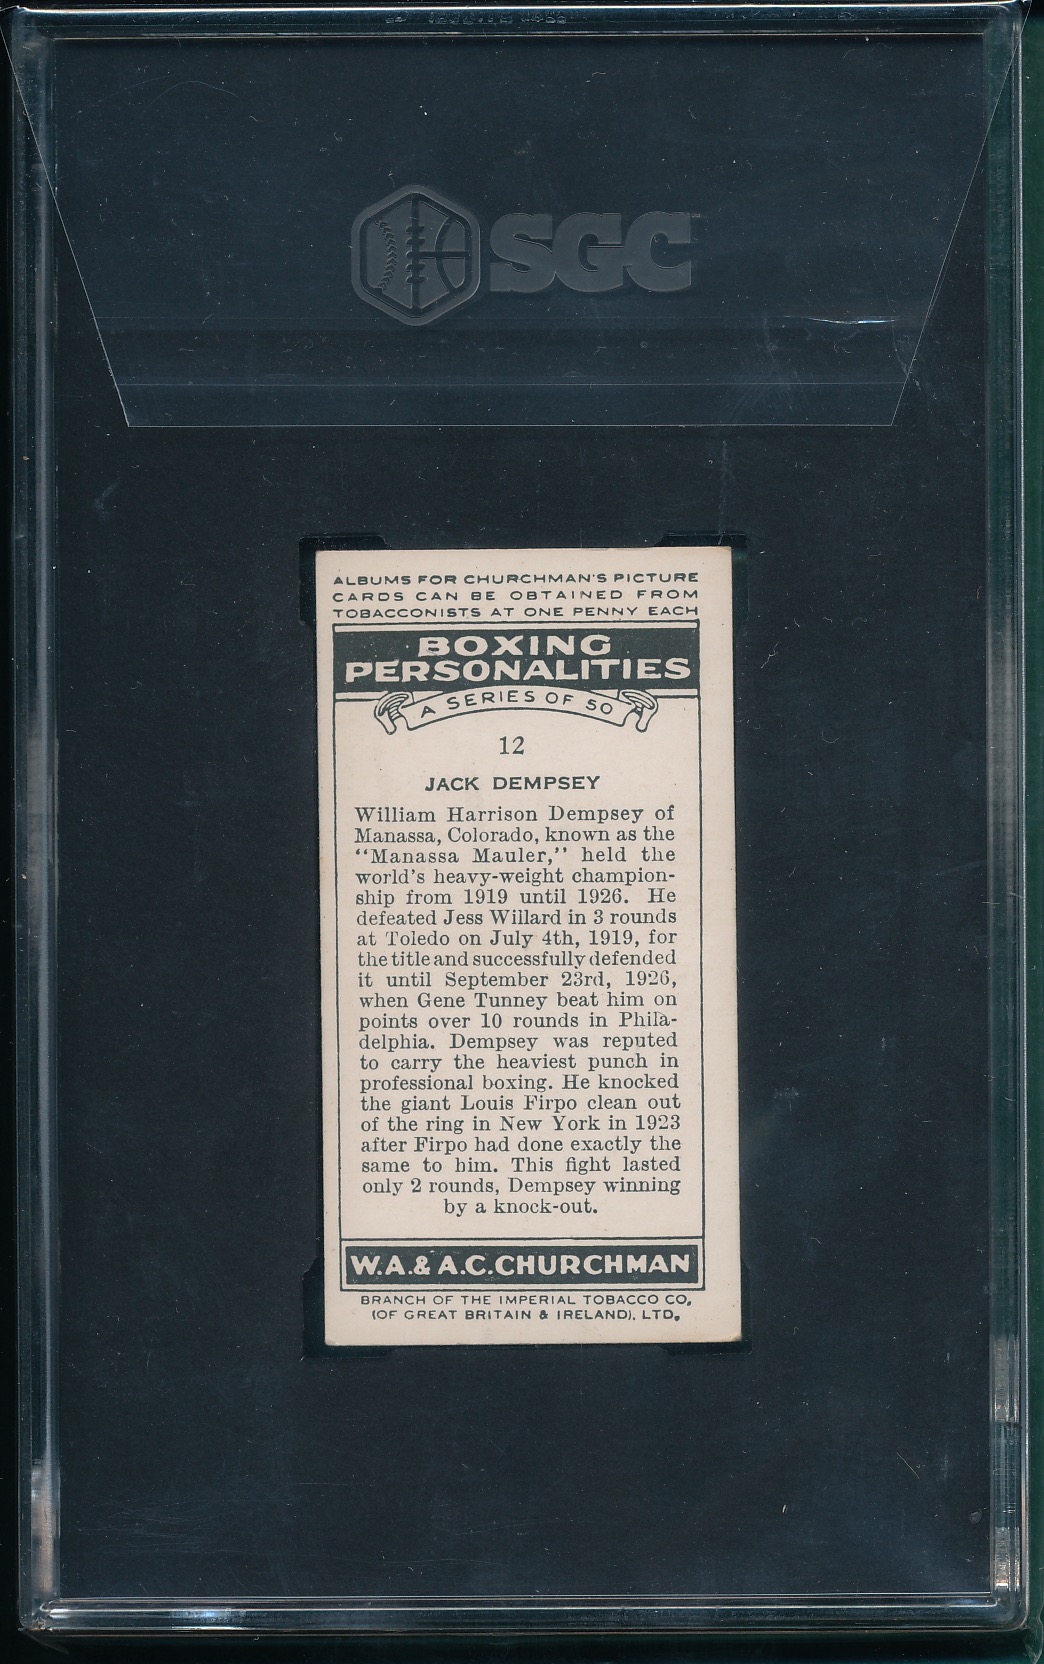 SGC
ALBUMS FOR CHURCHMAN'S PICTURE
CARDS CAN BE OBTAINED FROM
TOBACCONISTS AT ONE PENNY EACH
BOXING
PERSONALITIES
A SERIES OF 50
12
JACK DEMPSEY
William Harrison Dempsey of
Manassa, Colorado, known as the
"Manassa Mauler," held the
world's heavy-weight champion-
ship from 1919 until 1926. He
defeated Jess Willard in 3 rounds
at Toledo on July 4th, 1919, for
the title and successfully defended
it until September 23rd, 1926,
when Gene Tunney beat him on
points over 10 rounds in Phila-
delphia. Dempsey was reputed
to carry the heaviest punch in
professional boxing. He knocked
the giant Louis Firpo clean out
of the ring in New York in 1923
after Firpo had done exactly the
same to him. This fight lasted
only 2 rounds, Dempsey winning
by a knock-out.
W.A.& A.C.CHURCHMAN
BRANCH OF THE IMPERIAL TOBACCO CO.
(OF GREAT BRITAIN & IRELAND), LTD.